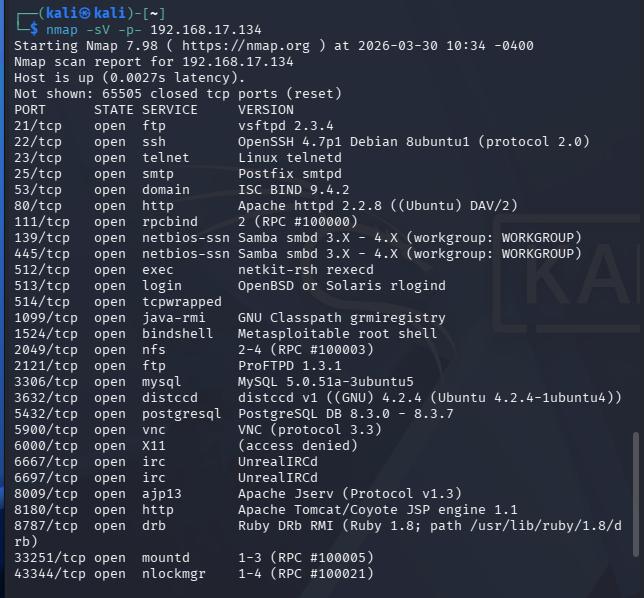 ┌──(kali㉿kali)-[~]
└─$ nmap -sV -p- 192.168.17.134
Starting Nmap 7.98 ( https://nmap.org ) at 2026-03-30 10:34 -0400
Nmap scan report for 192.168.17.134
Host is up (0.0027s latency).
Not shown: 65505 closed tcp ports (reset)
PORT      STATE SERVICE     VERSION
21/tcp    open  ftp         vsftpd 2.3.4
22/tcp    open  ssh         OpenSSH 4.7p1 Debian 8ubuntu1 (protocol 2.0)
23/tcp    open  telnet      Linux telnetd
25/tcp    open  smtp        Postfix smtpd
53/tcp    open  domain      ISC BIND 9.4.2
80/tcp    open  http        Apache httpd 2.2.8 ((Ubuntu) DAV/2)
111/tcp   open  rpcbind     2 (RPC #100000)
139/tcp   open  netbios-ssn Samba smbd 3.X - 4.X (workgroup: WORKGROUP)
445/tcp   open  netbios-ssn Samba smbd 3.X - 4.X (workgroup: WORKGROUP)
512/tcp   open  exec        netkit-rsh rexecd
513/tcp   open  login       OpenBSD or Solaris rlogind
514/tcp   open  tcpwrapped
1099/tcp  open  java-rmi    GNU Classpath grmiregistry
1524/tcp  open  bindshell   Metasploitable root shell
2049/tcp  open  nfs         2-4 (RPC #100003)
2121/tcp  open  ftp         ProFTPD 1.3.1
3306/tcp  open  mysql       MySQL 5.0.51a-3ubuntu5
3632/tcp  open  distccd     distccd v1 ((GNU) 4.2.4 (Ubuntu 4.2.4-1ubuntu4))
5432/tcp  open  postgresql  PostgreSQL DB 8.3.0 - 8.3.7
5900/tcp  open  vnc         VNC (protocol 3.3)
6000/tcp  open  X11         (access denied)
6667/tcp  open  irc         UnrealIRCd
6697/tcp  open  irc         UnrealIRCd
8009/tcp  open  ajp13       Apache Jserv (Protocol v1.3)
8180/tcp  open  http        Apache Tomcat/Coyote JSP engine 1.1
8787/tcp  open  drb         Ruby DRb RMI (Ruby 1.8; path /usr/lib/ruby/1.8/d
rb)
33251/tcp open  mountd      1-3 (RPC #100005)
43344/tcp open  nlockmgr    1-4 (RPC #100021)
KA